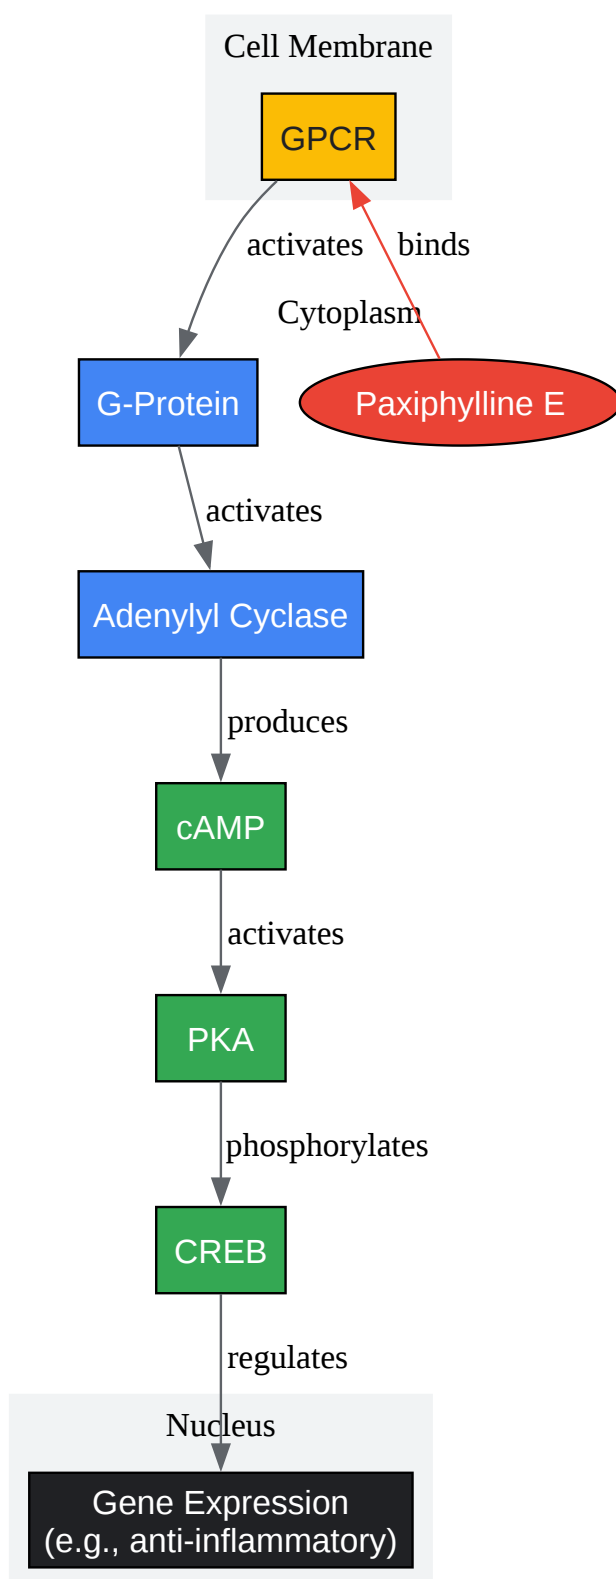 Cell Membrane
GPCR
activates
binds
Cytoplasm
G-Protein
Paxiphylline E
activates
Adenylyl Cyclase
produces
cAMP
activates
PKA
phosphorylates
CREB
regulates
Nucleus
Gene Expression
(e.g., anti-inflammatory)